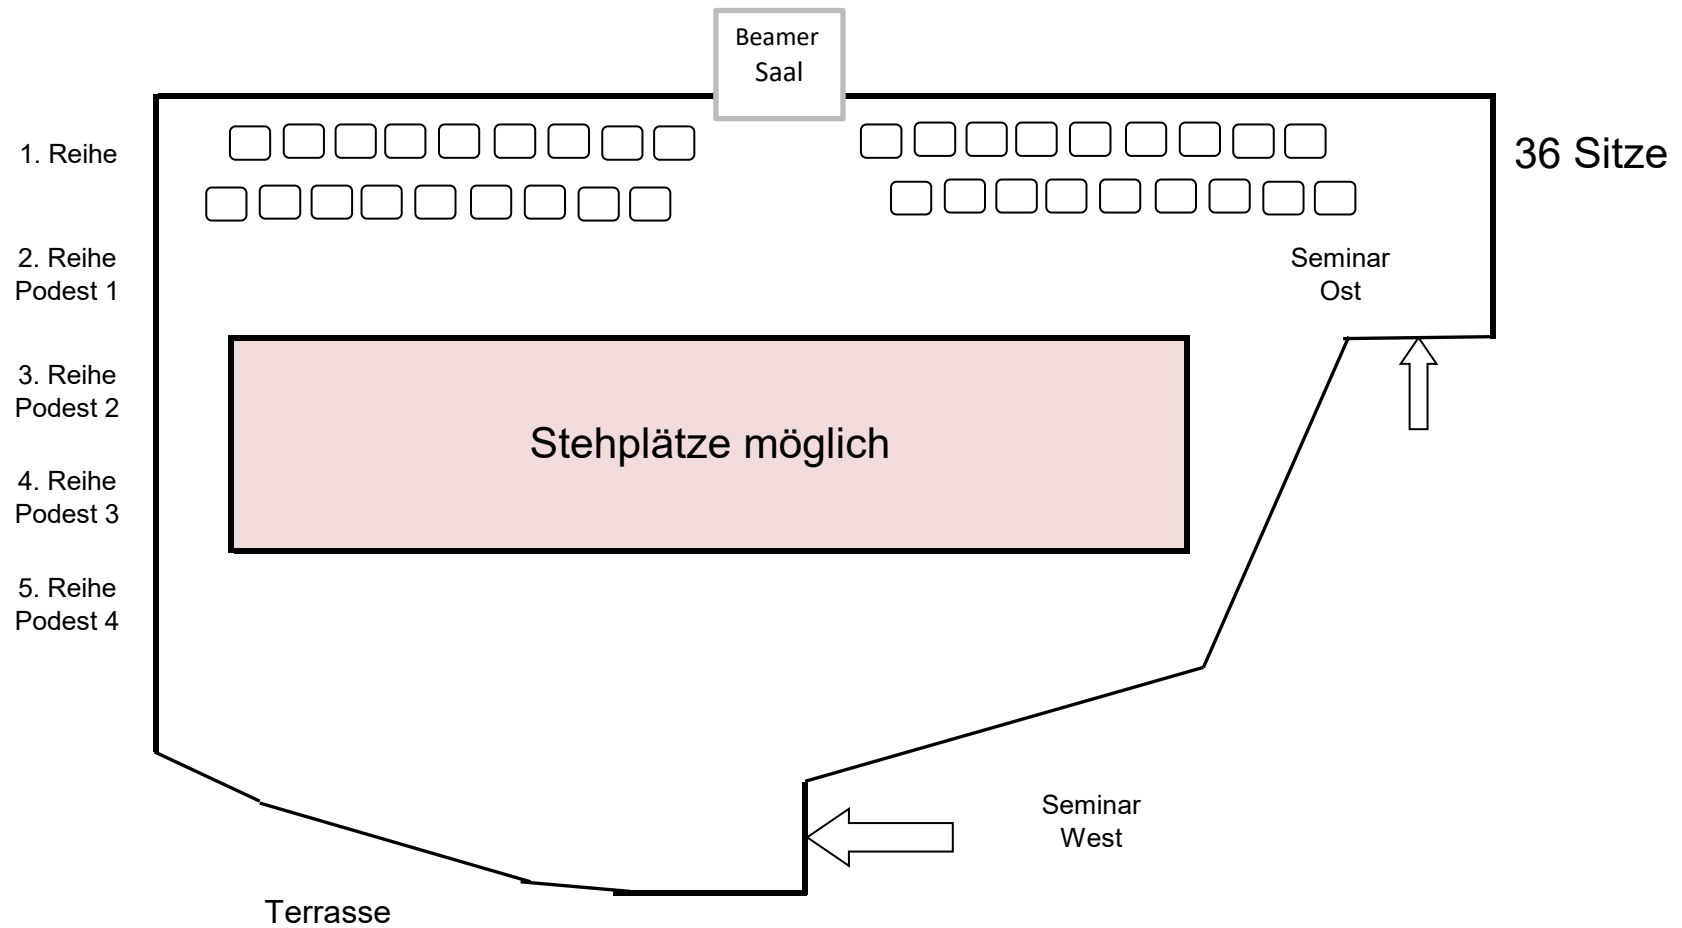 Beamer
Saal
1. Reihe
36 Sitze
2. Reihe
Podest 1
Seminar
Ost
3. Reihe
Podest 2
Stehplätze möglich
4. Reihe
Podest 3
5. Reihe
Podest 4
Seminar
West
Terrasse